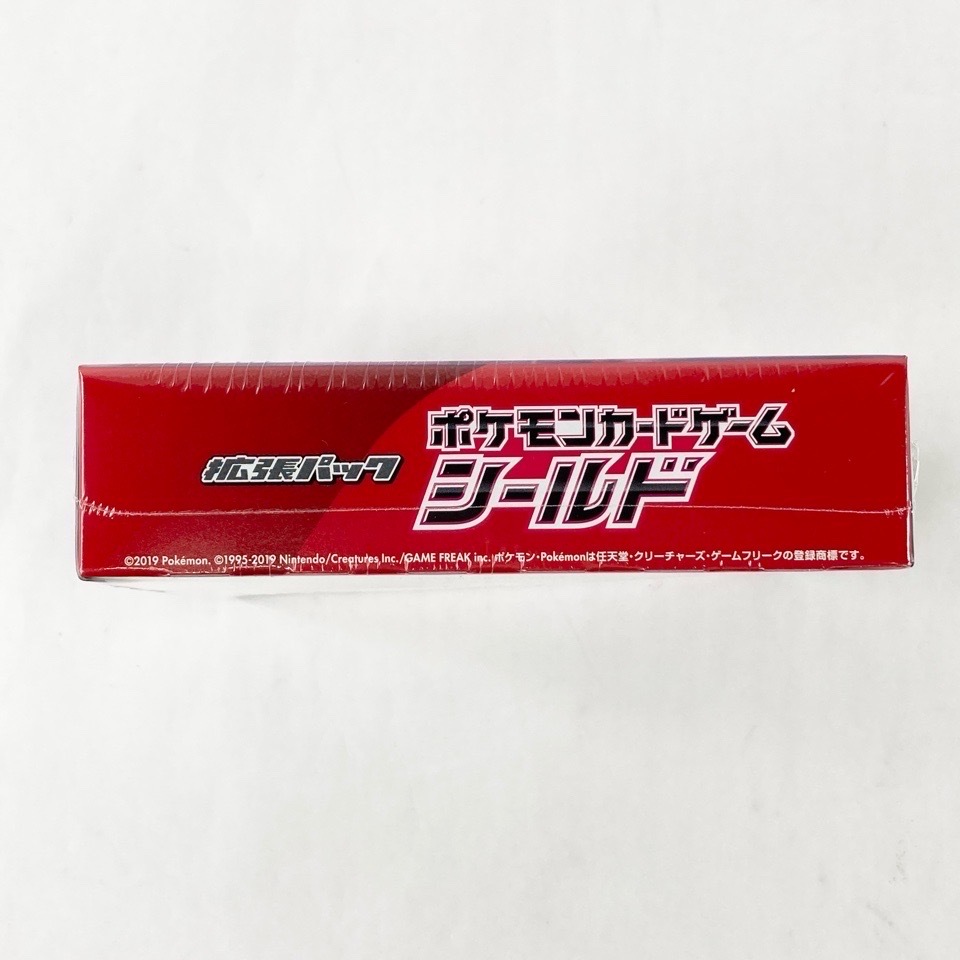 拡張パック
ポケモンカードゲーム
シールド
©2019 Pokémon. ©1995-2019 Nintendo/Creatures Inc./GAME FREAK inc. ポケモン・Pokémonは任天堂・クリーチャーズ・ゲームフリークの登録商標です。